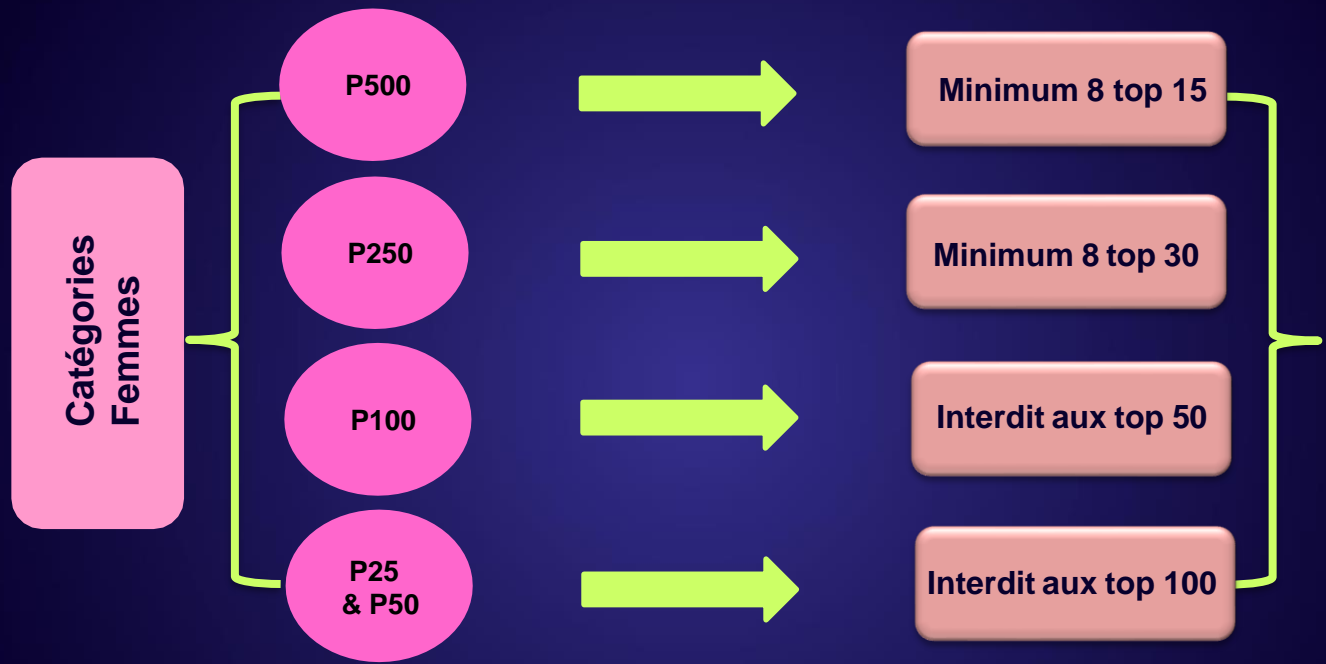 Catégories
Femmes
P500
Minimum 8 top 15
P250
Minimum 8 top 30
P100
Interdit aux top 50
P25
& P50
Interdit aux top 100